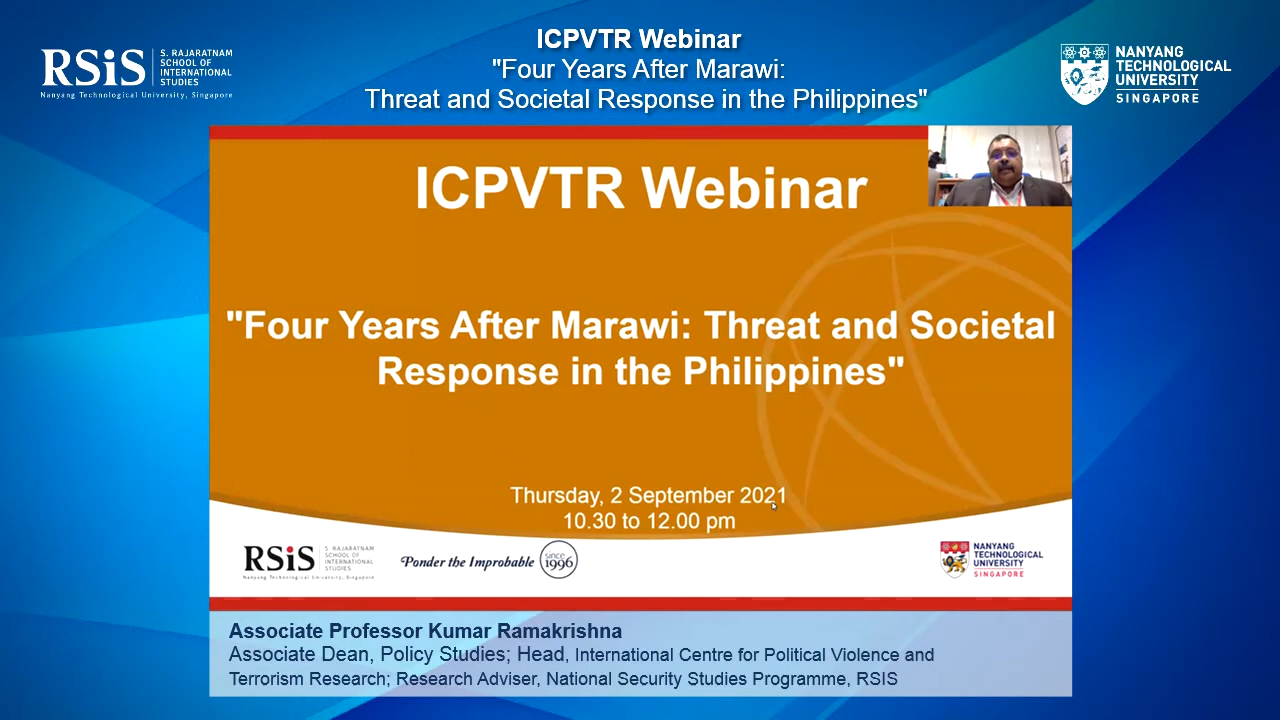 RSiS
S. RAJARATNAM
SCHOOL OF
INTERNATIONAL
STUDIES
Nanyang Technological University, Singapore
ICPVTR Webinar
"Four Years After Marawi:
Threat and Societal Response in the Philippines"
NANYANG
TECHNOLOGICAL
UNIVERSITY
SINGAPORE
ICPVTR Webinar
"Four Years After Marawi: Threat and Societal
Response in the Philippines"
Thursday, 2 September 2021
10.30 to 12.00 pm
RSiS
S. RAJARATNAM
SCHOOL OF
INTERNATIONAL
STUDIES
Nanyang Technological University, Singapore
Ponder the Improbable
since
1996
NANYANG
TECHNOLOGICAL
UNIVERSITY
SINGAPORE
Associate Professor Kumar Ramakrishna
Associate Dean, Policy Studies; Head, International Centre for Political Violence and
Terrorism Research; Research Adviser, National Security Studies Programme, RSIS